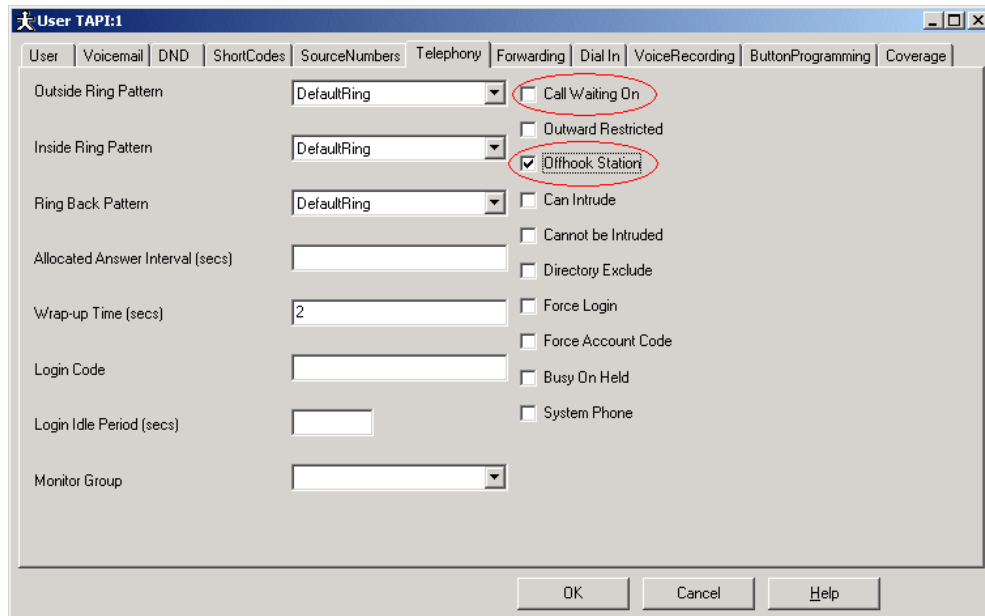 User TAPI:1
User Voicemail DND ShortCodes SourceNumbers Telephony Forwarding Dial In VoiceRecording ButtonProgramming Coverage
Outside Ring Pattern DefaultRing Call Waiting On
Outward Restricted
Inside Ring Pattern DefaultRing Offhook Station
Ring Back Pattern DefaultRing Can Intrude
Cannot be Intruded
Allocated Answer Interval (secs) Directory Exclude
Wrap-up Time (secs) 2 Force Login
Force Account Code
Login Code Busy On Held
Login Idle Period (secs) System Phone
Monitor Group
OK Cancel Help